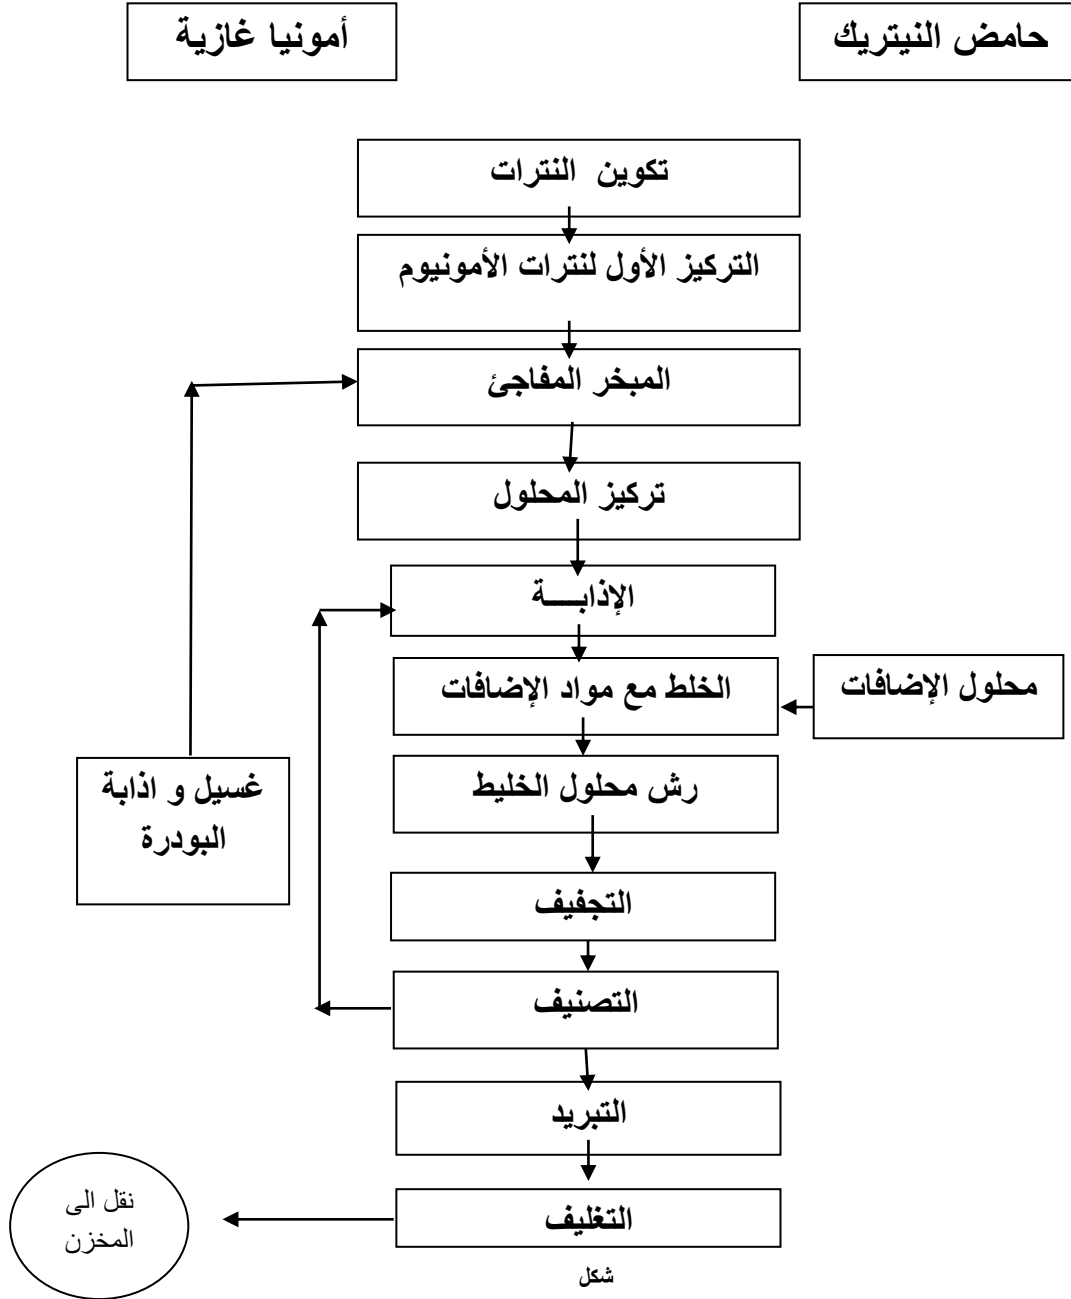 حامض النيتريك
أمونيا غازية
تكوين النترات
التركيز الأول لنترات الأمونيوم
المبخر المفاجئ
تركيز المحلول
الإذابـــــة
الخلط مع مواد الإضافات
محلول الإضافات
رش محلول الخليط
غسيل و اذابة
البودرة
التجفيف
التصنيف
التبريد
نقل الى
المخزن
التغليف
شكل